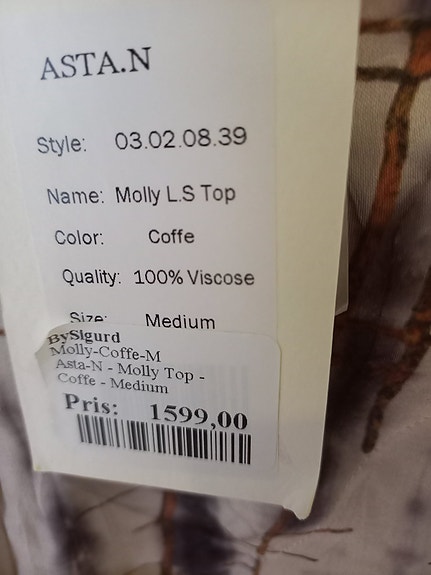 ASTA.N
Style: 03.02.08.39
Name: Molly L.S Top
Color: Coffe
Quality: 100% Viscose
Size: Medium
BySigurd
Molly-Coffe-M
Asta-N - Molly Top -
Coffe - Medium
Pris: 1599,00